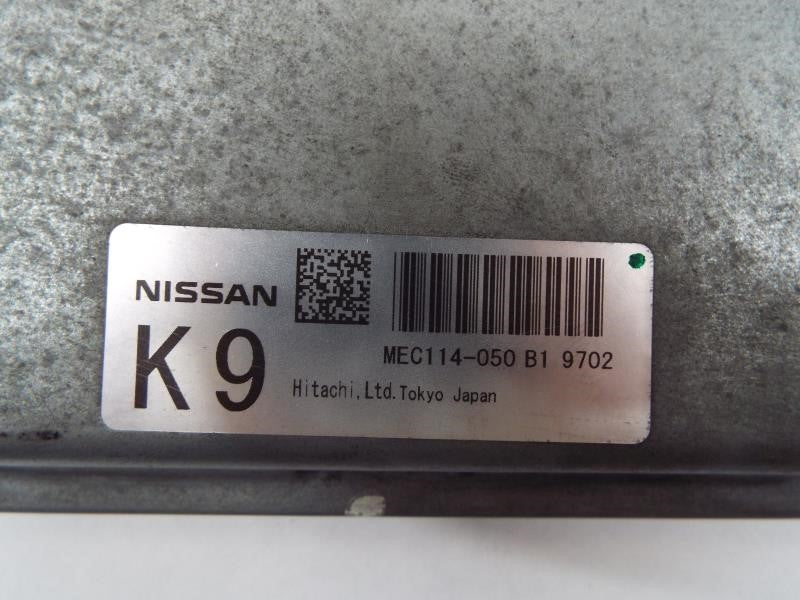 NISSAN
K9
MEC114-050 B1 9702
Hitachi,Ltd.Tokyo Japan